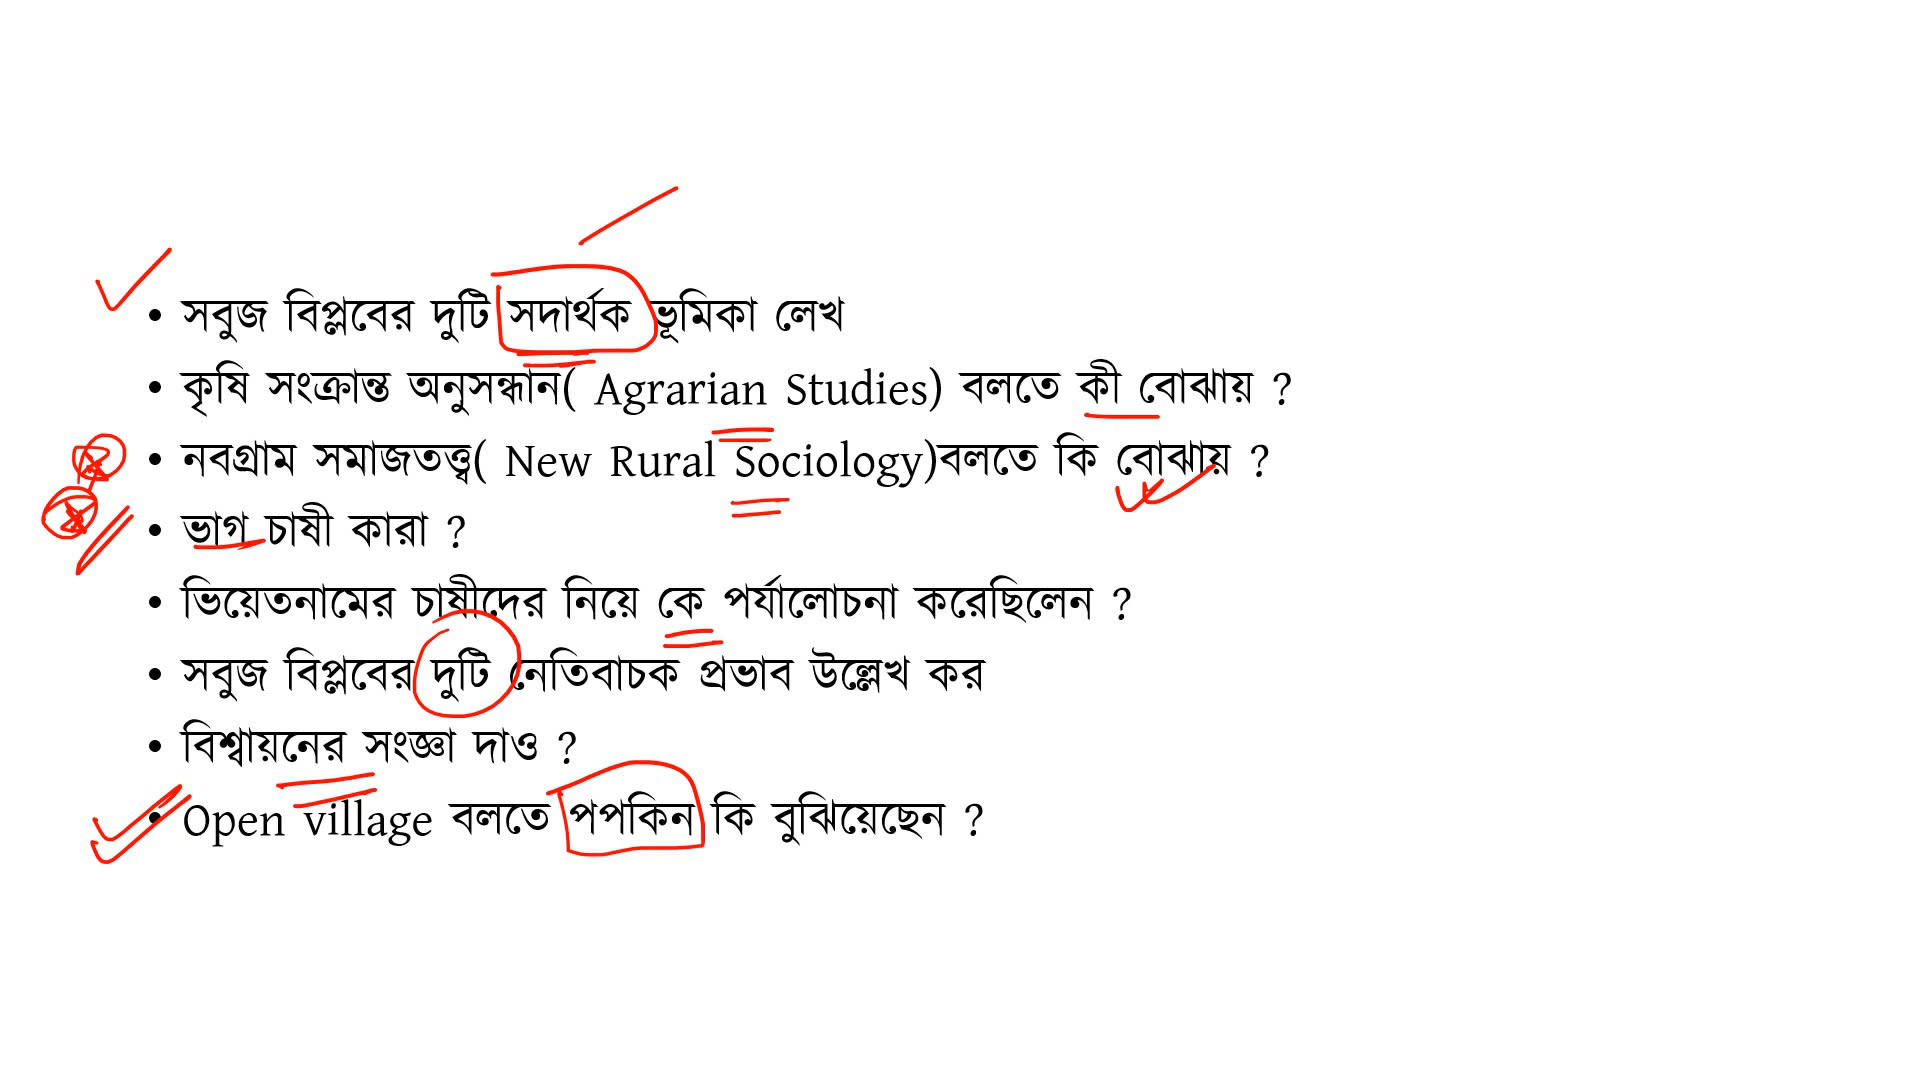 • সবুজ বিপ্লবের দুটি সদার্থক ভূমিকা লেখ
• কৃষি সংক্রান্ত অনুসন্ধান( Agrarian Studies) বলতে কী বোঝায় ?
• নবগ্রাম সমাজতত্ত্ব( New Rural Sociology)বলতে কি বোঝায় ?
• ভাগ চাষী কারা ?
• ভিয়েতনামের চাষীদের নিয়ে কে পর্যালোচনা করেছিলেন ?
• সবুজ বিপ্লবের দুটি নেতিবাচক প্রভাব উল্লেখ কর
• বিশ্বায়নের সংজ্ঞা দাও ?
• Open village বলতে পপকিন কি বুঝিয়েছেন ?